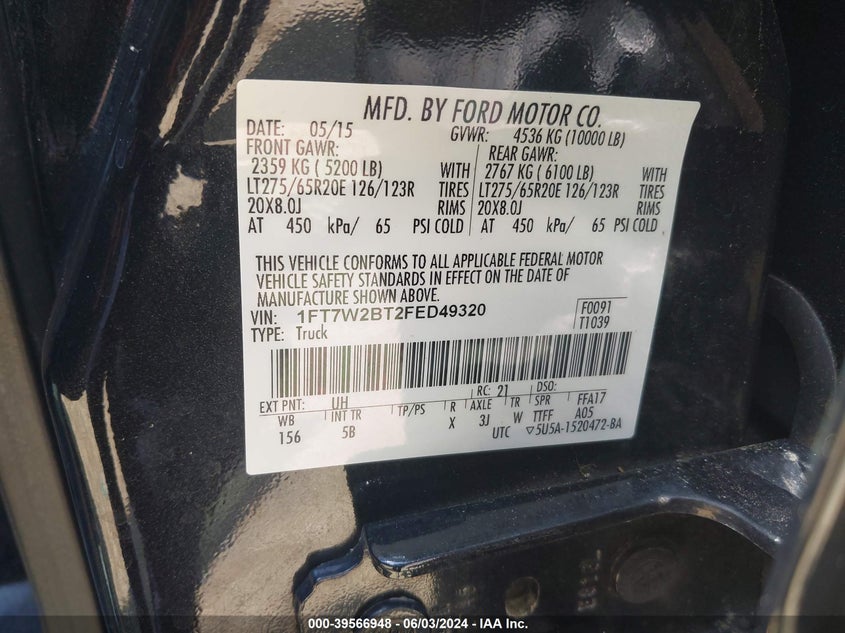 MFD. BY FORD MOTOR CO.
DATE: 05/15 GVWR: 4536 KG (10000 LB)
FRONT GAWR: REAR GAWR:
2359 KG ( 5200 LB) WITH 2767 KG ( 6100 LB) WITH
LT275/65R20E 126/123R TIRES LT275/65R20E 126/123R TIRES
20X8.0J RIMS 20X8.0J RIMS
AT 450 kPa/ 65 PSI COLD AT 450 kPa/ 65 PSI COLD
THIS VEHICLE CONFORMS TO ALL APPLICABLE FEDERAL MOTOR
VEHICLE SAFETY STANDARDS IN EFFECT ON THE DATE OF
MANUFACTURE SHOWN ABOVE.
VIN: 1FT7W2BT2FED49320 F0091
TYPE: Truck T1039
EXT PNT: UH RC: 21 DSO:
WB INT TR TP/PS R AXLE TR SPR FFA17
156 5B X 3J W TTFF A05
UTC ▽5U5A-1520472-BA
000-39566948 - 06/03/2024 - IAA Inc.